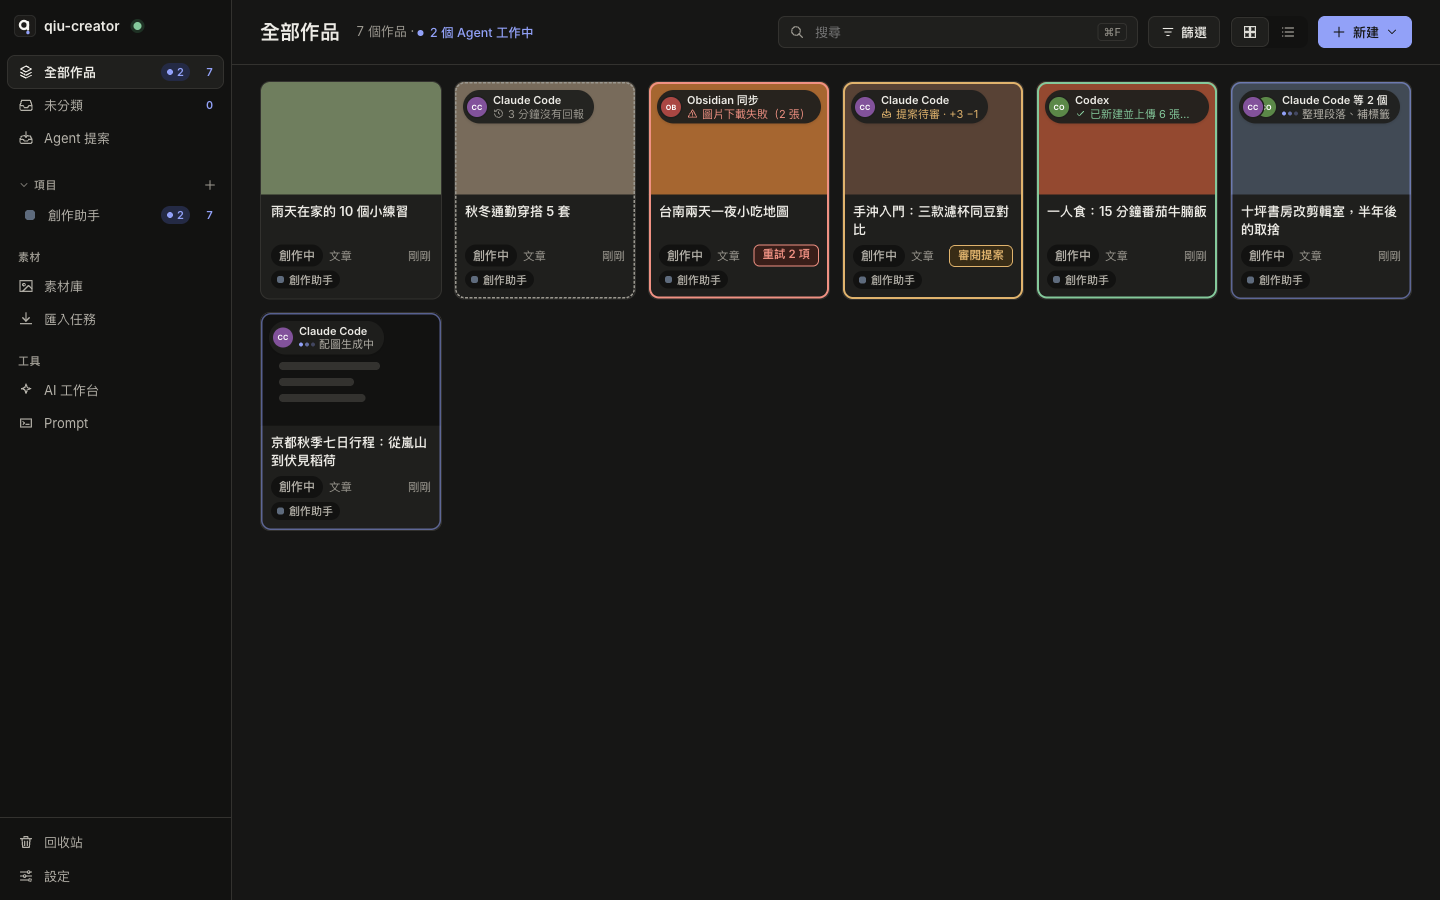 qiu-creator
全部作品 2 7
未分類 0
Agent 提案
項目
創作助手 2 7
素材
素材庫
匯入任務
工具
AI 工作台
Prompt
回收站
設定
全部作品 7 個作品 · 2 個 Agent 工作中
搜尋 ⌘F
篩選
新建
雨天在家的 10 個小練習
創作中 文章 剛剛
創作助手
CC Claude Code
3 分鐘沒有回報
秋冬通勤穿搭 5 套
創作中 文章 剛剛
創作助手
OB Obsidian 同步
圖片下載失敗（2 張）
台南兩天一夜小吃地圖
創作中 文章 重試 2 項
創作助手
CC Claude Code
提案待審 · +3 −1
手沖入門：三款濾杯同豆對
比
創作中 文章 審閱提案
創作助手
CO Codex
已新建並上傳 6 張…
一人食：15 分鐘番茄牛腩飯
創作中 文章 剛剛
創作助手
CC CO Claude Code 等 2 個
整理段落、補標籤
十坪書房改剪輯室，半年後
的取捨
創作中 文章 剛剛
創作助手
CC Claude Code
配圖生成中
京都秋季七日行程：從嵐山
到伏見稻荷
創作中 文章 剛剛
創作助手